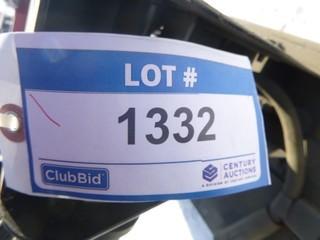 LOT #
1332
ClubBid
CENTURY
AUCTIONS